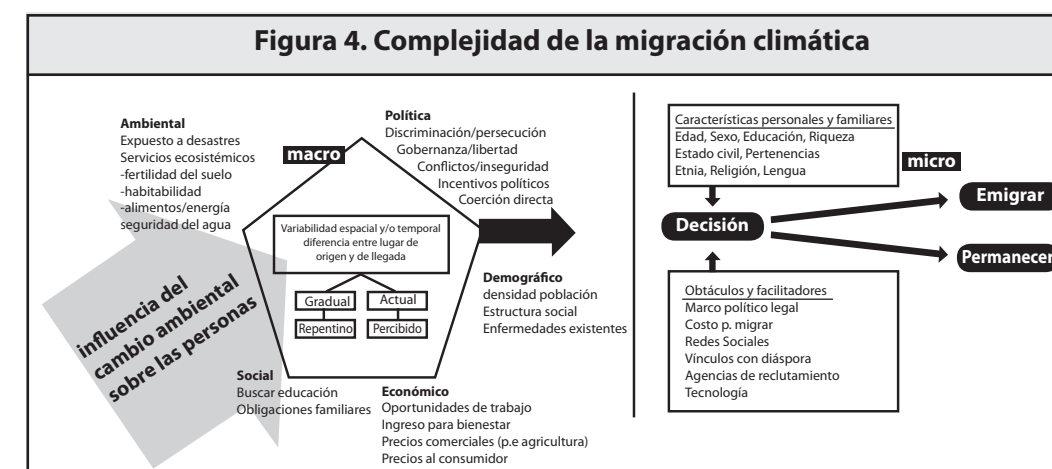 Figura 4. Complejidad de la migración climática
Ambiental
Expuesto a desastres
Servicios ecosistémicos
-fertilidad del suelo
-habitabilidad
-alimentos/energía
seguridad del agua
macro
Política
Discriminación/persecución
Gobernanza/libertad
Conflictos/inseguridad
Incentivos políticos
Coerción directa
Variabilidad espacial y/o temporal
diferencia entre lugar de
origen y de llegada
Gradual
Actual
Repentino
Percibido
influencia del
cambio ambiental
sobre las personas
Demográfico
densidad población
Estructura social
Enfermedades existentes
Social
Buscar educación
Obligaciones familiares
Económico
Oportunidades de trabajo
Ingreso para bienestar
Precios comerciales (p.e agricultura)
Precios al consumidor
Características personales y familiares
Edad, Sexo, Educación, Riqueza
Estado civil, Pertenencias
Etnia, Religión, Lengua
micro
Decisión
Emigrar
Permanecer
Obtáculos y facilitadores
Marco político legal
Costo p. migrar
Redes Sociales
Vínculos con diáspora
Agencias de reclutamiento
Tecnología